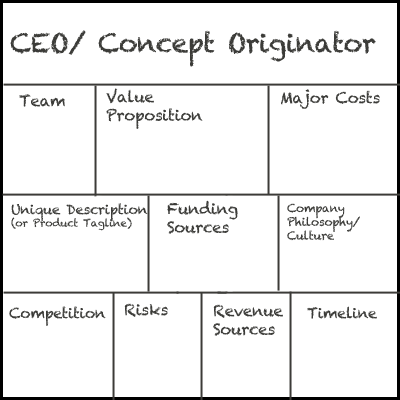 CEO/ Concept Originator
Team
Value
Proposition
Major Costs
Unique Description
(or Product Tagline)
Funding
Sources
Company
Philosophy/
Culture
Competition
Risks
Revenue
Sources
Timeline